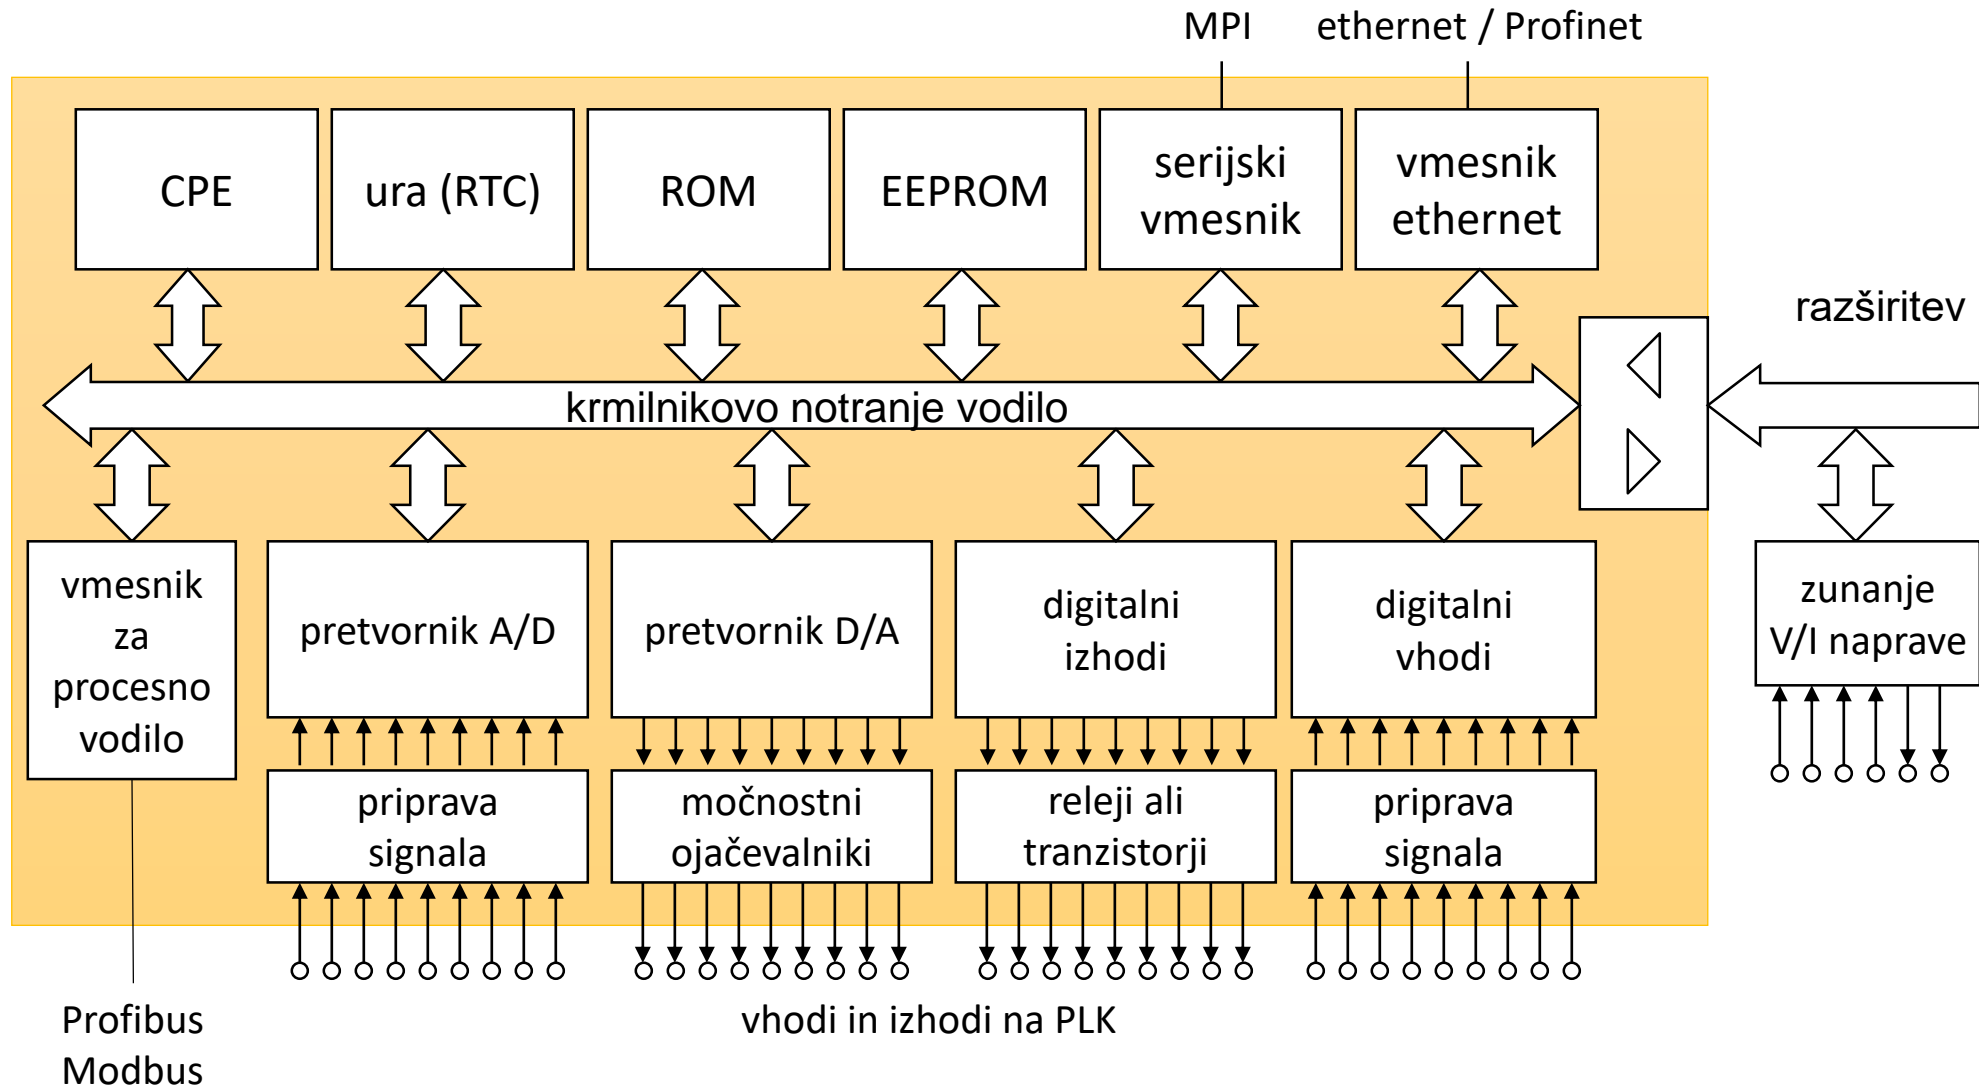 MPI
ethernet / Profinet
CPE
ura (RTC)
ROM
EEPROM
serijski
vmesnik
vmesnik
ethernet
razširitev
krmilnikovo notranje vodilo
vmesnik
za
procesno
vodilo
pretvornik A/D
pretvornik D/A
digitalni
izhodi
digitalni
vhodi
zunanje
V/I naprave
priprava
signala
močnostni
ojačevalniki
releji ali
tranzistorji
priprava
signala
Profibus
Modbus
vhodi in izhodi na PLK